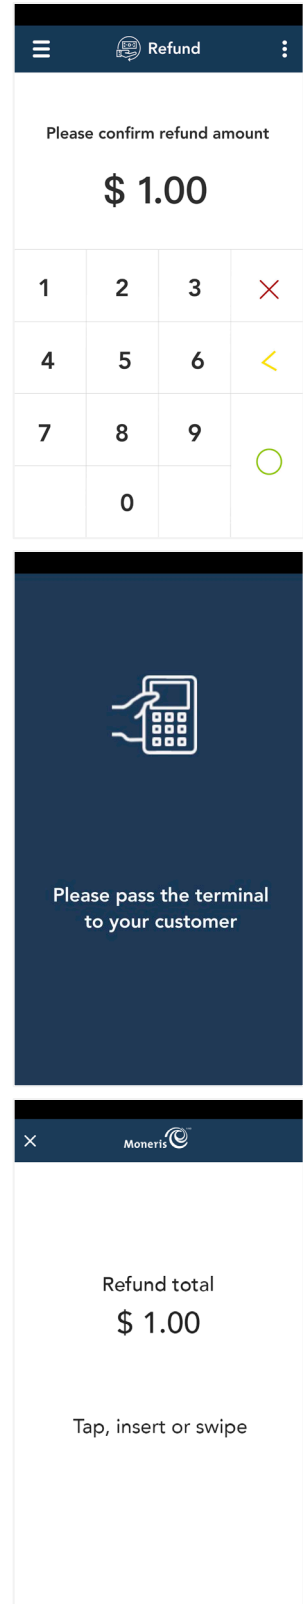 Refund
Please confirm refund amount
$ 1.00
1 2 3
4 5 6
7 8 9
0
Please pass the terminal
to your customer
Moneris
Refund total
$ 1.00
Tap, insert or swipe